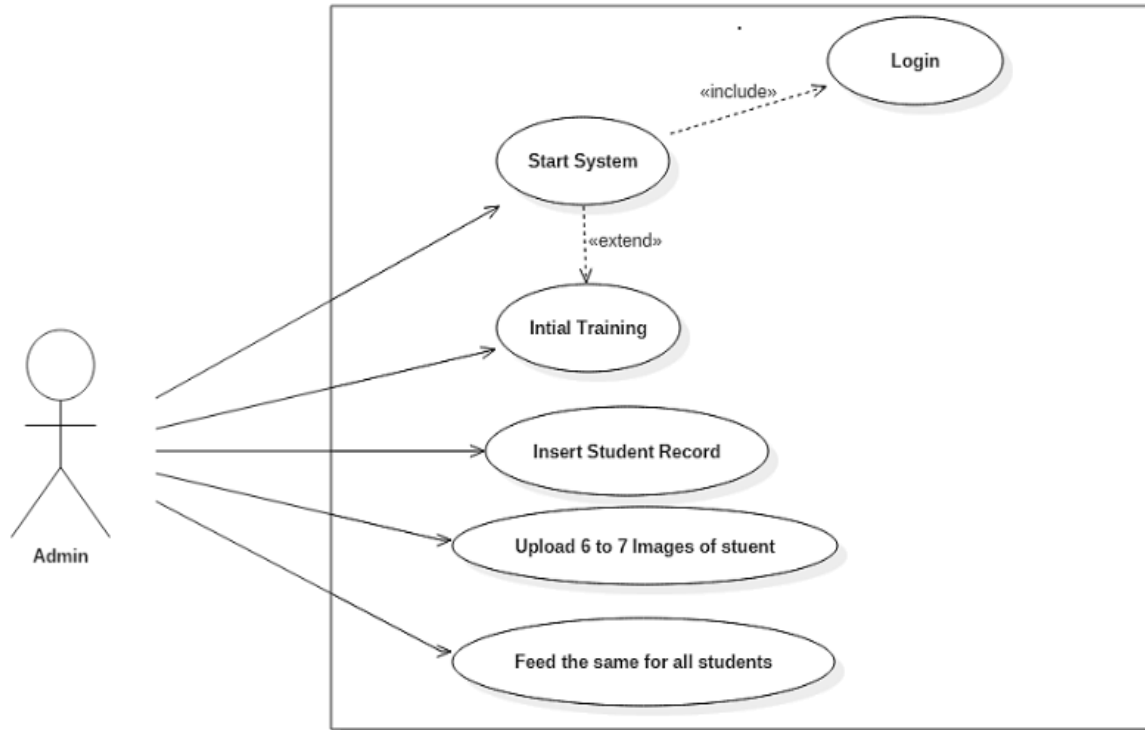 Login
«include»
Start System
«extend»
Intial Training
Insert Student Record
Upload 6 to 7 Images of stuent
Admin
Feed the same for all students